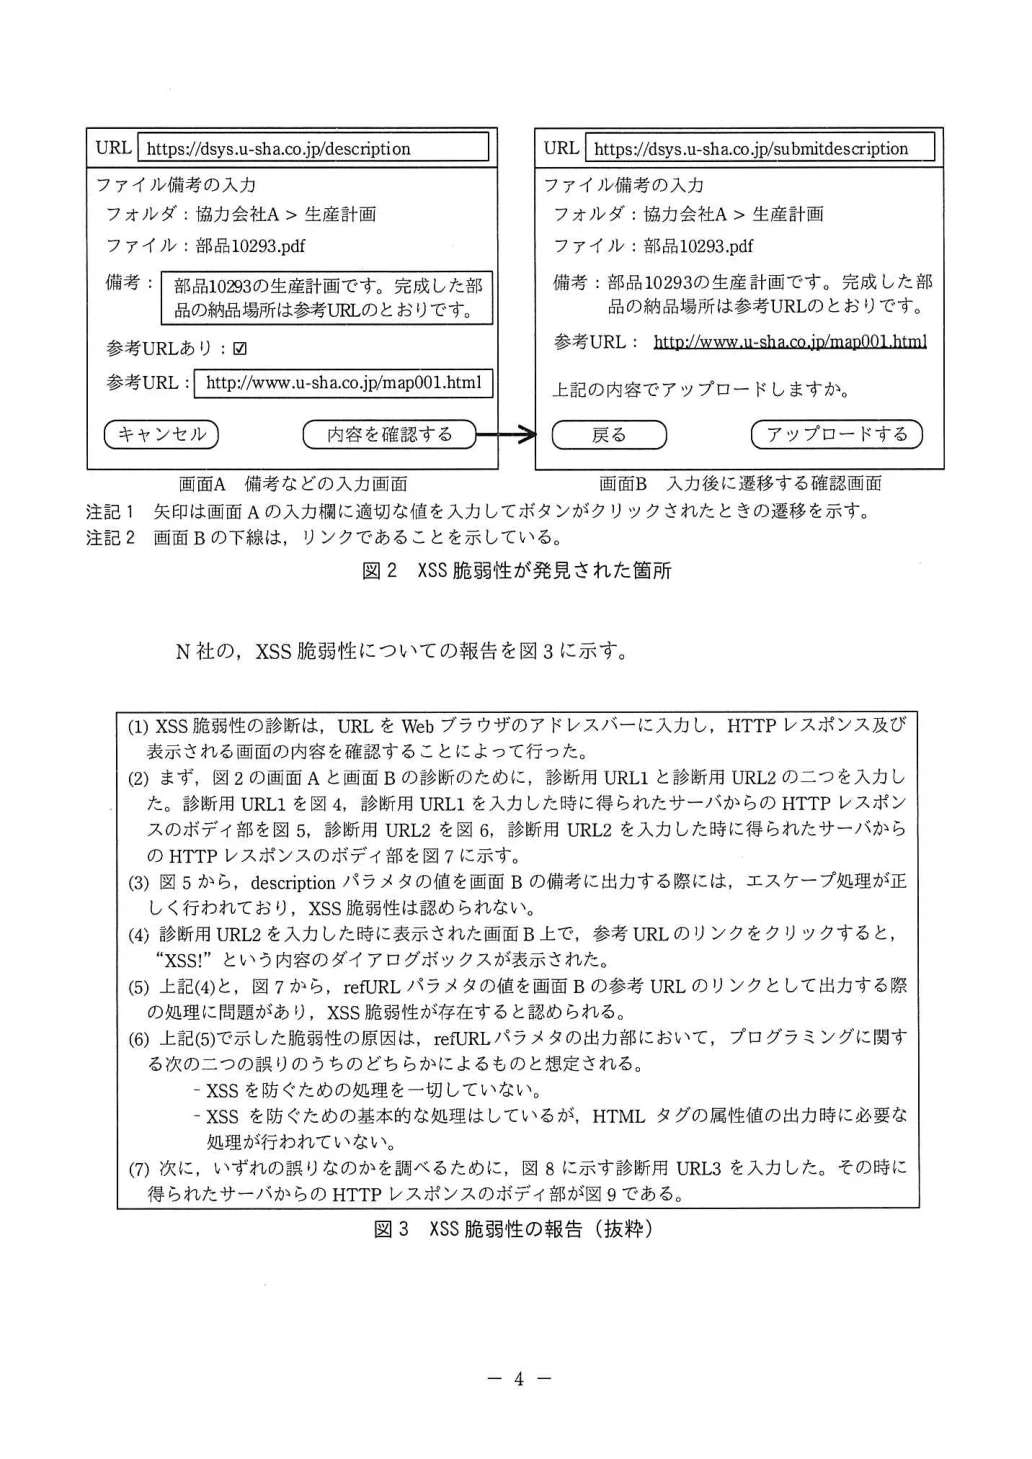 URL https://dsys.u-sha.co.jp/description
ファイル備考の入力
フォルダ：協力会社A > 生産計画
ファイル：部品10293.pdf
備考：部品10293の生産計画です。完成した部
品の納品場所は参考URLのとおりです。
参考URLあり：☑
参考URL：http://www.u-sha.co.jp/map001.html
キャンセル 内容を確認する
画面A 備考などの入力画面
URL https://dsys.u-sha.co.jp/submitdescription
ファイル備考の入力
フォルダ：協力会社A > 生産計画
ファイル：部品10293.pdf
備考：部品10293の生産計画です。完成した部
品の納品場所は参考URLのとおりです。
参考URL： http://www.u-sha.co.jp/map001.html
上記の内容でアップロードしますか。
戻る アップロードする
画面B 入力後に遷移する確認画面
注記1 矢印は画面Aの入力欄に適切な値を入力してボタンがクリックされたときの遷移を示す。
注記2 画面Bの下線は，リンクであることを示している。
図2 XSS脆弱性が発見された箇所
N社の，XSS脆弱性についての報告を図3に示す。
(1) XSS脆弱性の診断は，URLをWebブラウザのアドレスバーに入力し，HTTPレスポンス及び
表示される画面の内容を確認することによって行った。
(2) まず，図2の画面Aと画面Bの診断のために，診断用URL1と診断用URL2の二つを入力し
た。診断用URL1を図4，診断用URL1を入力した時に得られたサーバからのHTTPレスポン
スのボディ部を図5，診断用URL2を図6，診断用URL2を入力した時に得られたサーバから
のHTTPレスポンスのボディ部を図7に示す。
(3) 図5から，descriptionパラメタの値を画面Bの備考に出力する際には，エスケープ処理が正
しく行われており，XSS脆弱性は認められない。
(4) 診断用URL2を入力した時に表示された画面B上で，参考URLのリンクをクリックすると，
“XSS!”という内容のダイアログボックスが表示された。
(5) 上記(4)と，図7から，refURLパラメタの値を画面Bの参考URLのリンクとして出力する際
の処理に問題があり，XSS脆弱性が存在すると認められる。
(6) 上記(5)で示した脆弱性の原因は，refURLパラメタの出力部において，プログラミングに関す
る次の二つの誤りのうちのどちらかによるものと想定される。
- XSSを防ぐための処理を一切していない。
- XSSを防ぐための基本的な処理はしているが，HTMLタグの属性値の出力時に必要な
処理が行われていない。
(7) 次に，いずれの誤りなのかを調べるために，図8に示す診断用URL3を入力した。その時に
得られたサーバからのHTTPレスポンスのボディ部が図9である。
図3 XSS脆弱性の報告（抜粋）
－ 4 －